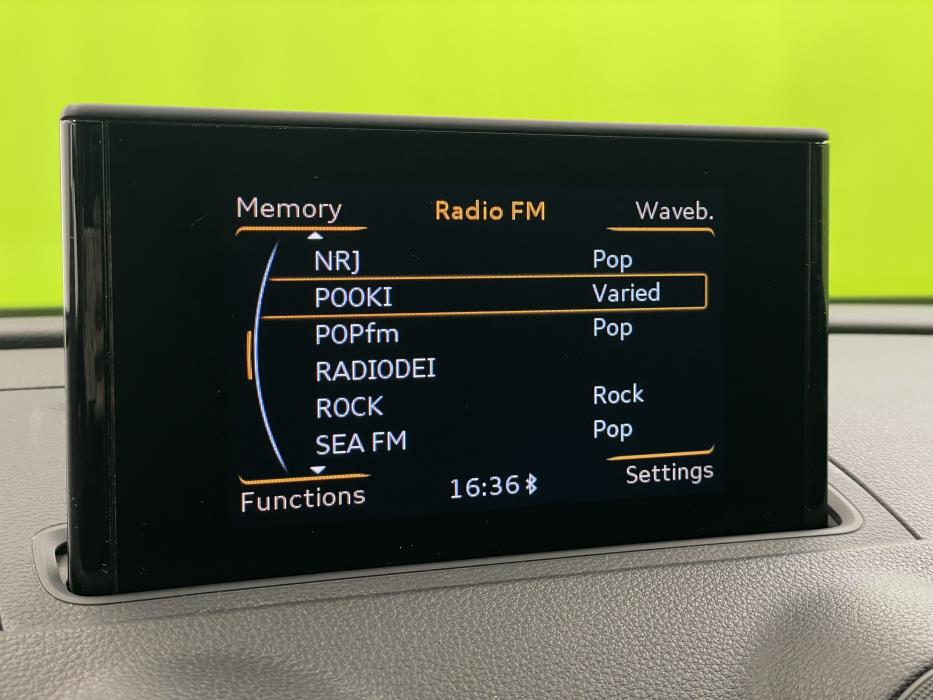 Memory Radio FM Waveb.
NRJ Pop
POOKI Varied
POPfm Pop
RADIODEI
ROCK Rock
SEA FM Pop
Functions 16:36 Settings